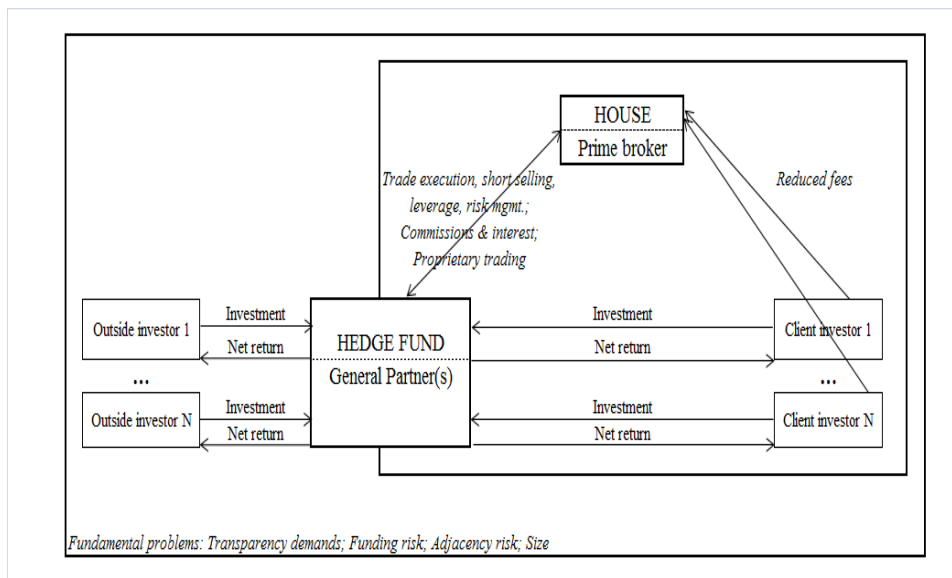 HOUSE
Prime broker
Trade execution, short selling,
leverage, risk mgmt.;
Commissions & interest;
Proprietary trading
Reduced fees
Outside investor 1
Investment
Net return
HEDGE FUND
General Partner(s)
Investment
Net return
Client investor 1
...
...
Outside investor N
Investment
Net return
Investment
Net return
Client investor N
Fundamental problems: Transparency demands; Funding risk; Adjacency risk; Size